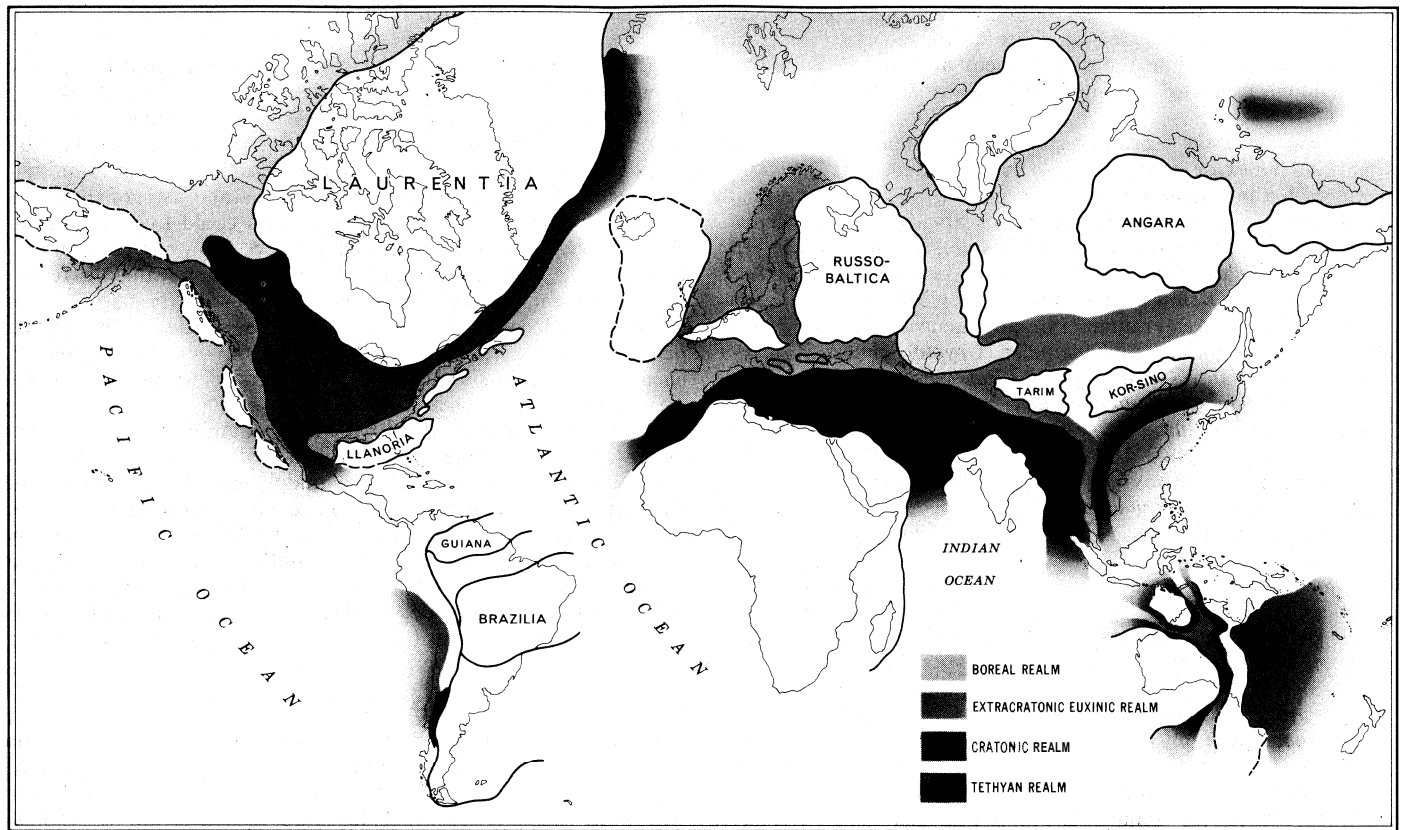 LAURENTIA
ANGARA
RUSSO-
BALTICA
TARIM
KOR-SINO
LLANORIA
PACIFIC OCEAN
ATLANTIC OCEAN
GUIANA
BRAZILIA
INDIAN
OCEAN
BOREAL REALM
EXTRACRATONIC EUXINIC REALM
CRATONIC REALM
TETHYAN REALM